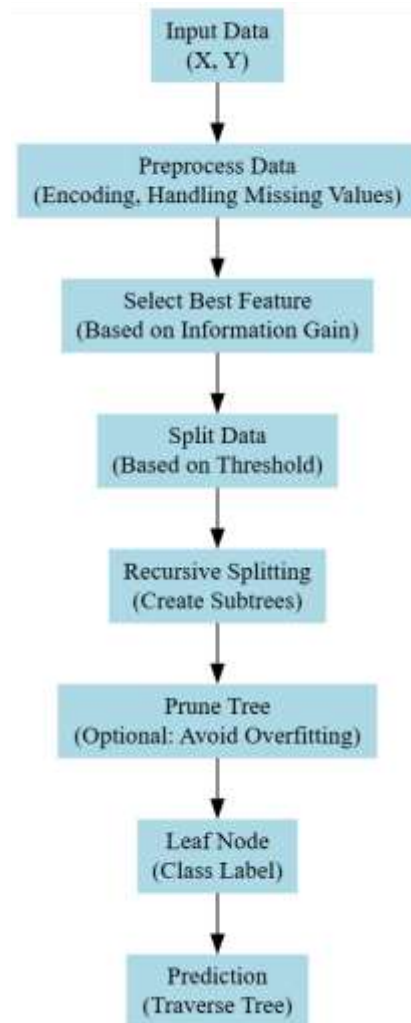 Input Data
(X, Y)
Preprocess Data
(Encoding, Handling Missing Values)
Select Best Feature
(Based on Information Gain)
Split Data
(Based on Threshold)
Recursive Splitting
(Create Subtrees)
Prune Tree
(Optional: Avoid Overfitting)
Leaf Node
(Class Label)
Prediction
(Traverse Tree)